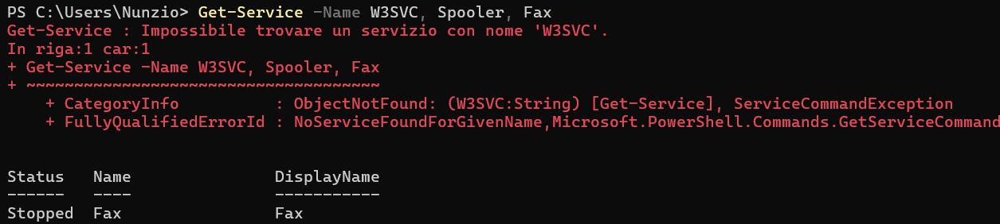 PS C:\Users\Nunzio> Get-Service -Name W3SVC, Spooler, Fax
Get-Service : Impossibile trovare un servizio con nome 'W3SVC'.
In riga:1 car:1
+ Get-Service -Name W3SVC, Spooler, Fax
+ ~~~~~~~~~~~~~~~~~~~~~~~~~~~~~~~~~~~~~
    + CategoryInfo          : ObjectNotFound: (W3SVC:String) [Get-Service], ServiceCommandException
    + FullyQualifiedErrorId : NoServiceFoundForGivenName,Microsoft.PowerShell.Commands.GetServiceCommand
Status   Name               DisplayName
------   ----               -----------
Stopped  Fax                Fax